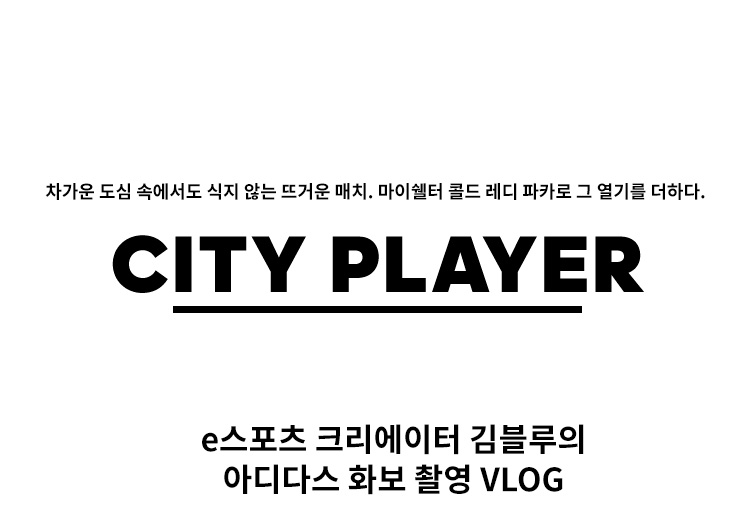 차가운 도심 속에서도 식지 않는 뜨거운 매치. 마이쉘터 콜드 레디 파카로 그 열기를 더하다.
CITY PLAYER
e스포츠 크리에이터 김블루의
아디다스 화보 촬영 VLOG